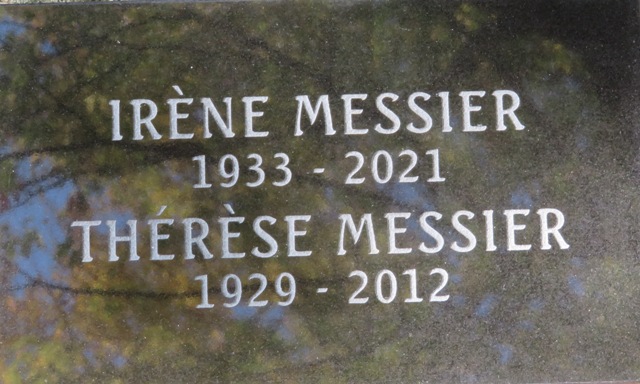 IRÈNE MESSIER
1933 - 2021
THÉRÈSE MESSIER
1929 - 2012